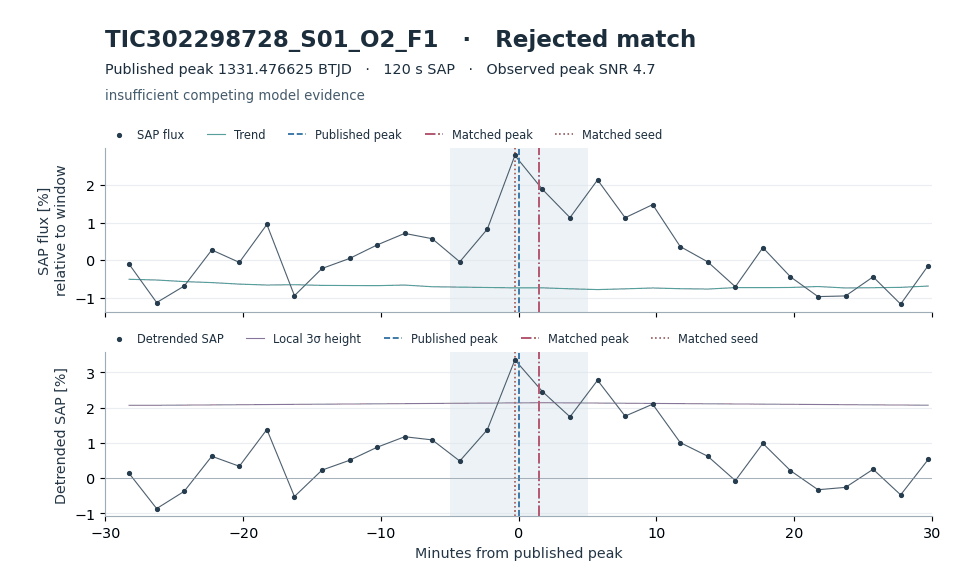 TIC302298728_S01_O2_F1 · Rejected match
Published peak 1331.476625 BTJD · 120 s SAP · Observed peak SNR 4.7
insufficient competing model evidence
SAP flux Trend Published peak Matched peak Matched seed
SAP flux [%]
relative to window
2
1
0
−1
Detrended SAP Local 3σ height Published peak Matched peak Matched seed
Detrended SAP [%]
3
2
1
0
−1
−30 −20 −10 0 10 20 30
Minutes from published peak